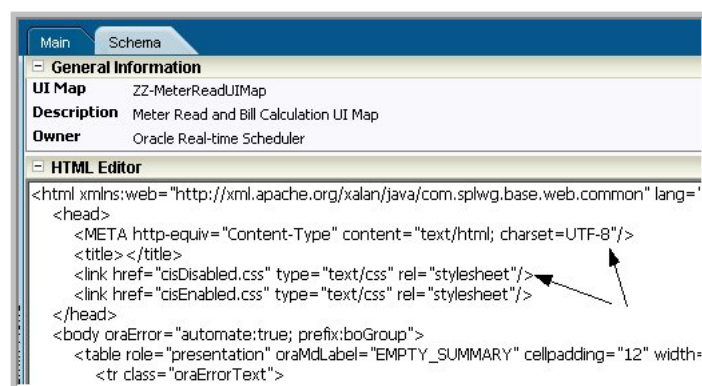 Main Schema
General Information
UI Map ZZ-MeterReadUIMap
Description Meter Read and Bill Calculation UI Map
Owner Oracle Real-time Scheduler
HTML Editor
<html xmlns:web="http://xml.apache.org/xalan/java/com.splwg.base.web.common" lang='
<head>
<META http-equiv="Content-Type" content="text/html; charset=UTF-8"/>
<title></title>
<link href="cisDisabled.css" type="text/css" rel="stylesheet"/>
<link href="cisEnabled.css" type="text/css" rel="stylesheet"/>
</head>
<body oraError="automate:true; prefix:boGroup">
<table role="presentation" oraMdLabel="EMPTY_SUMMARY" cellpadding="12" width=
<tr class="oraErrorText">